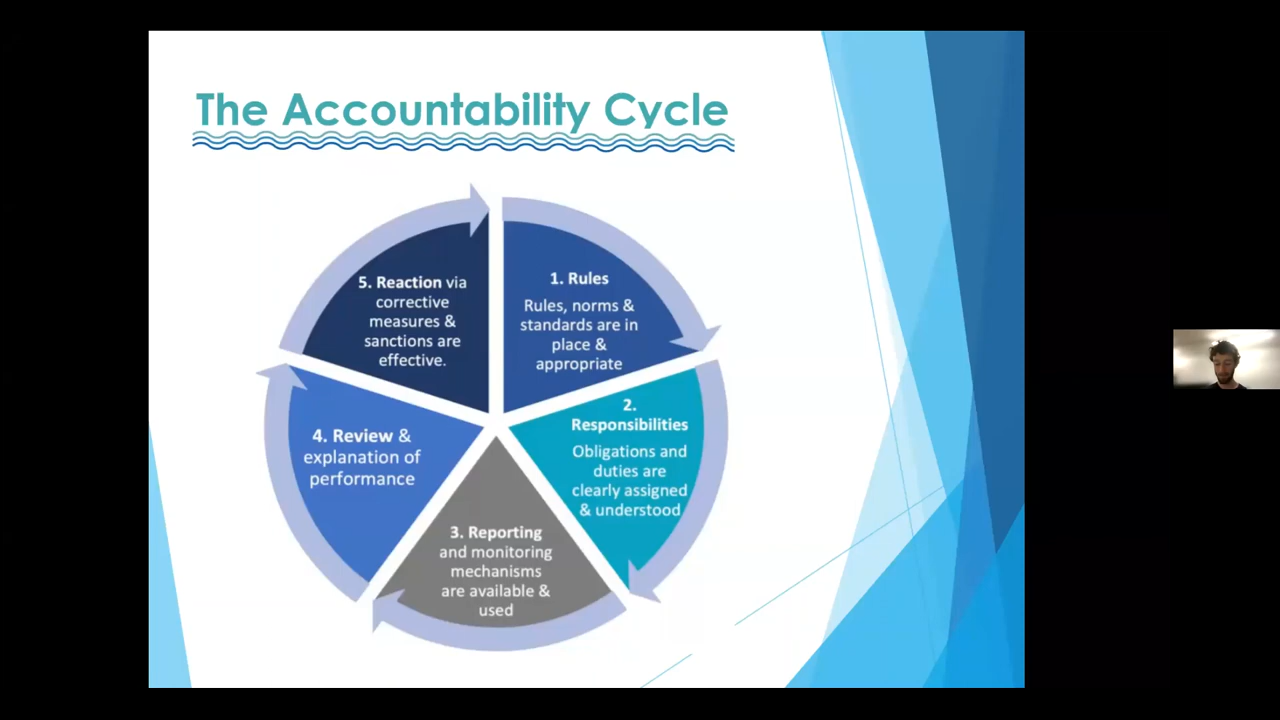 The Accountability Cycle
1. Rules
Rules, norms &
standards are in
place &
appropriate
2.
Responsibilities
Obligations and
duties are
clearly assigned
& understood
3. Reporting
and monitoring
mechanisms
are available &
used
4. Review &
explanation of
performance
5. Reaction via
corrective
measures &
sanctions are
effective.